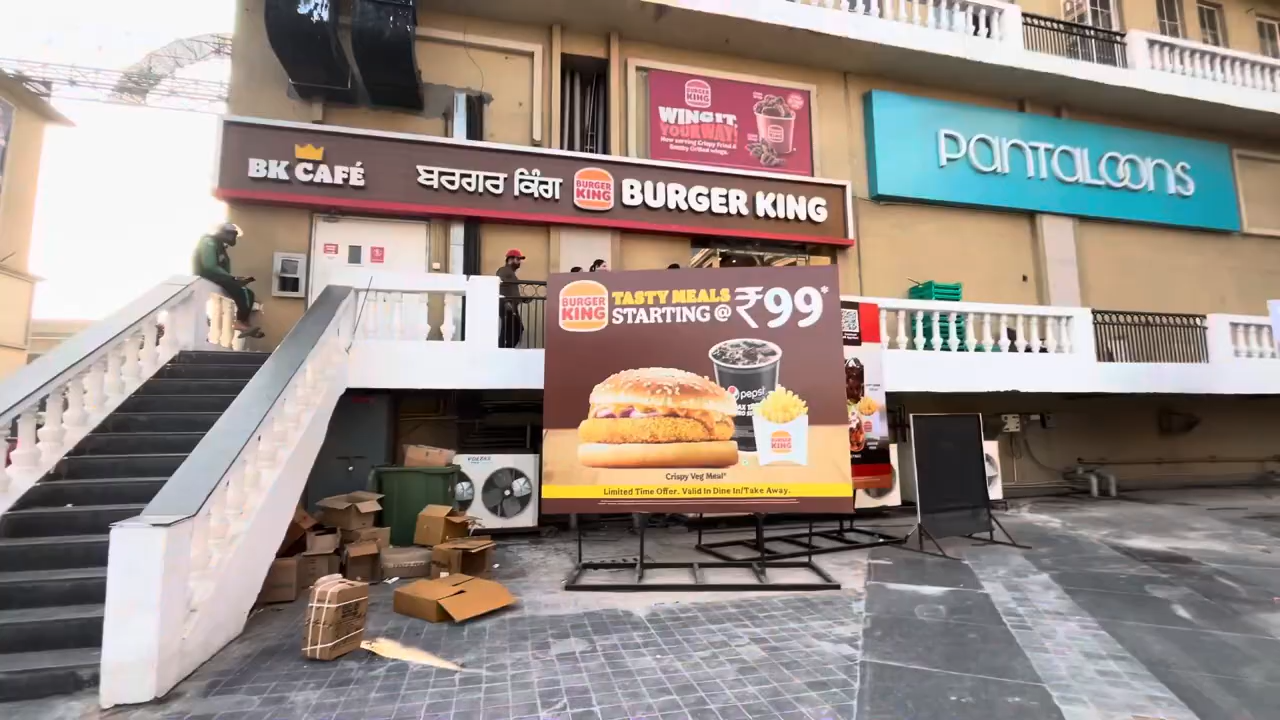 BURGER KING
WING IT.
YOUR WAY!
Now serving Crispy Fried &
Smoky Grilled wings.
PANTALOONS
BK CAFÉ
ਬਰਗਰ ਕਿੰਗ
BURGER KING
BURGER KING
BURGER KING
TASTY MEALS
STARTING @ ₹99*
pepsi
BURGER KING
Crispy Veg Meal*
Limited Time Offer. Valid In Dine In/Take Away.